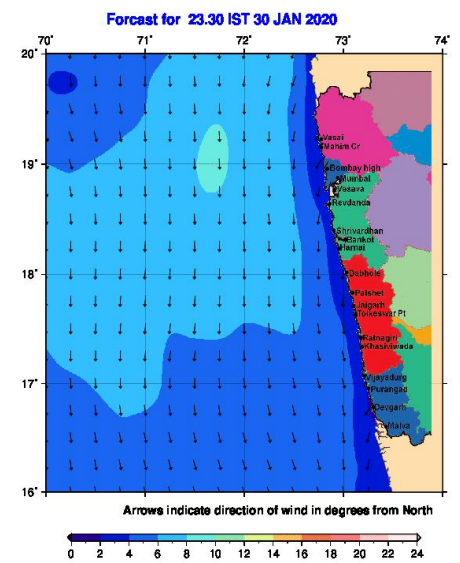 Forcast for 23.30 IST 30 JAN 2020
70° 71° 72° 73° 74°
20°
Vasai
Mahim Cr
19°
Bombay high
Mumbai
Vesava
Revdanda
Shrivardhan
Bankot
Harnai
18°
Dabhole
Palshet
Jaigarh
Tolkeswar Pt
Ratnagiri
Khasiviwada
17°
Vijaydurg
Purangad
Devgarh
Malva
16°
Arrows indicate direction of wind in degrees from North
0 2 4 6 8 10 12 14 16 18 20 22 24